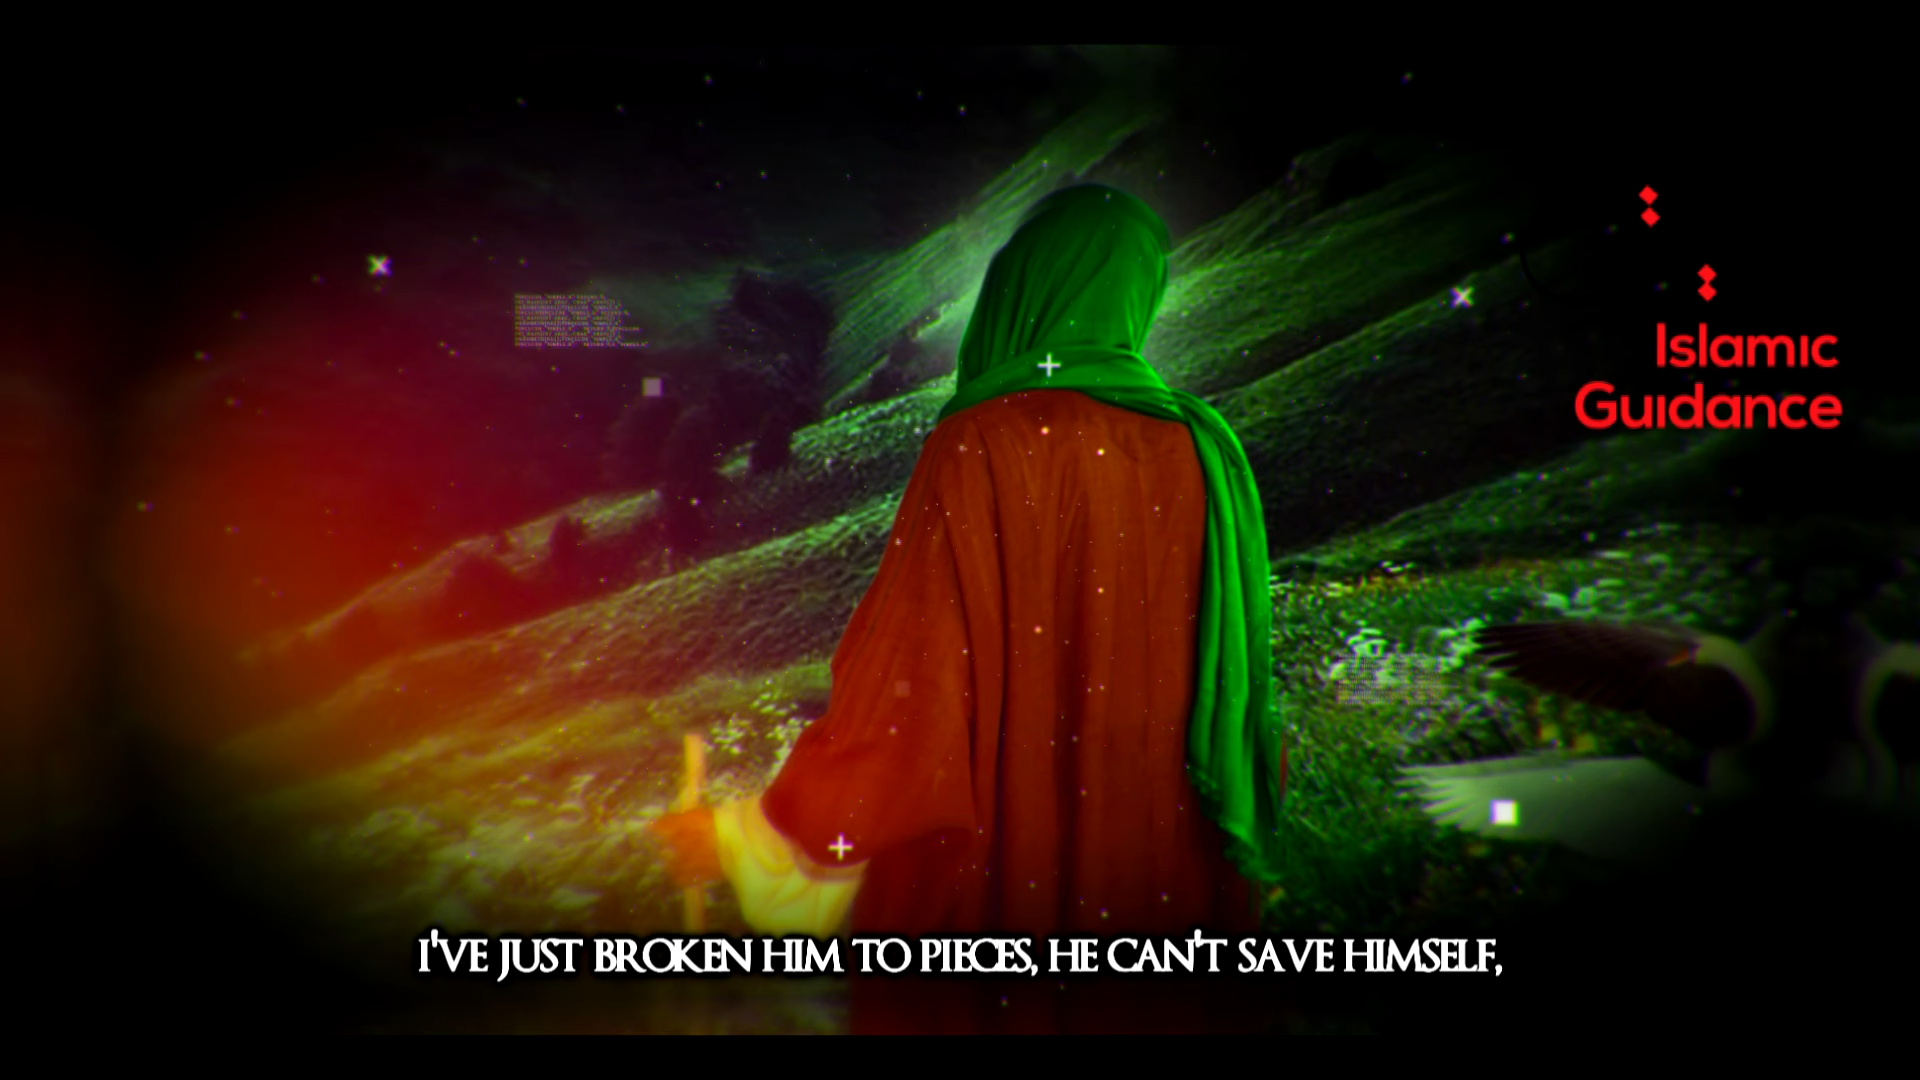 Islamic
Guidance
I'VE JUST BROKEN HIM TO PIECES, HE CAN'T SAVE HIMSELF,